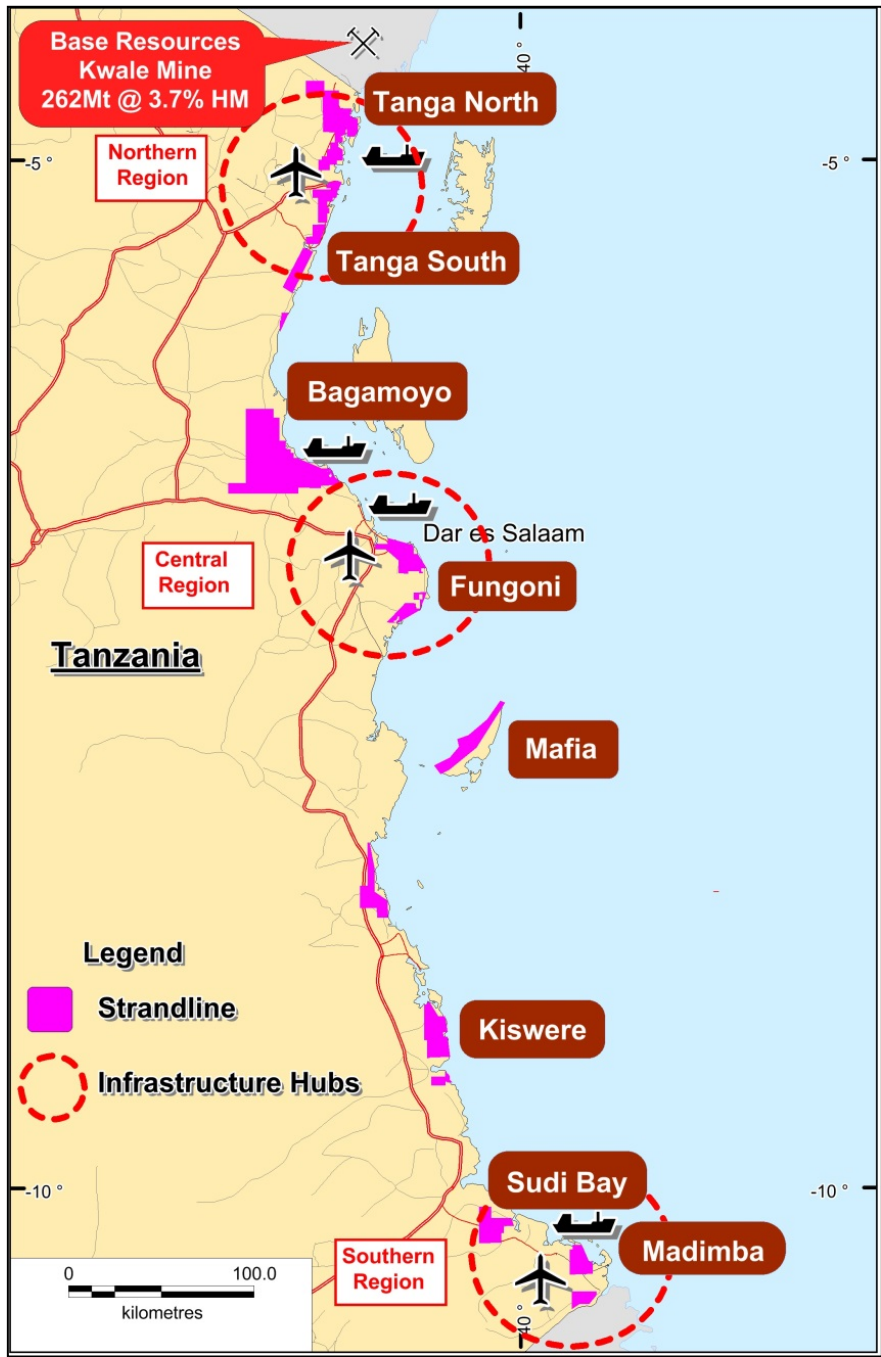 Base Resources
Kwale Mine
262Mt @ 3.7% HM
40°
Tanga North
Northern
Region
-5 °
-5 °
Tanga South
Bagamoyo
Dar es Salaam
Central
Region
Fungoni
Tanzania
Mafia
Legend
Strandline
Kiswere
Infrastructure Hubs
Sudi Bay
-10 °
-10 °
Southern
Region
Madimba
0 100.0
kilometres
40 °